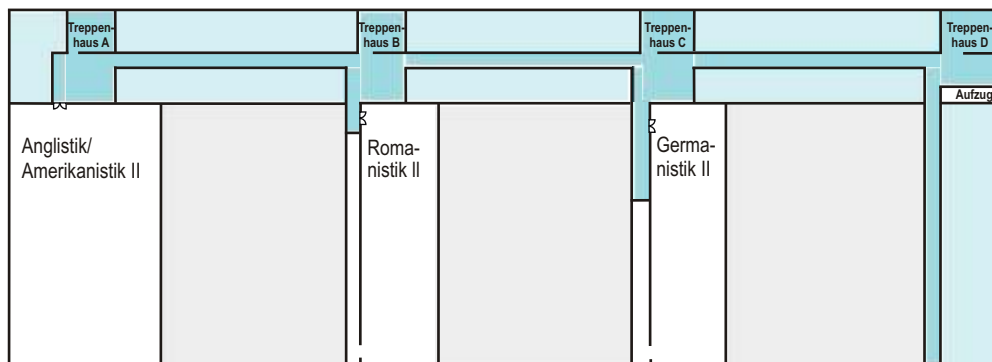 Treppen-
haus A
Treppen-
haus B
Treppen-
haus C
Treppen-
haus D
Aufzug
Anglistik/
Amerikanistik II
Roma-
nistik II
Germa-
nistik II